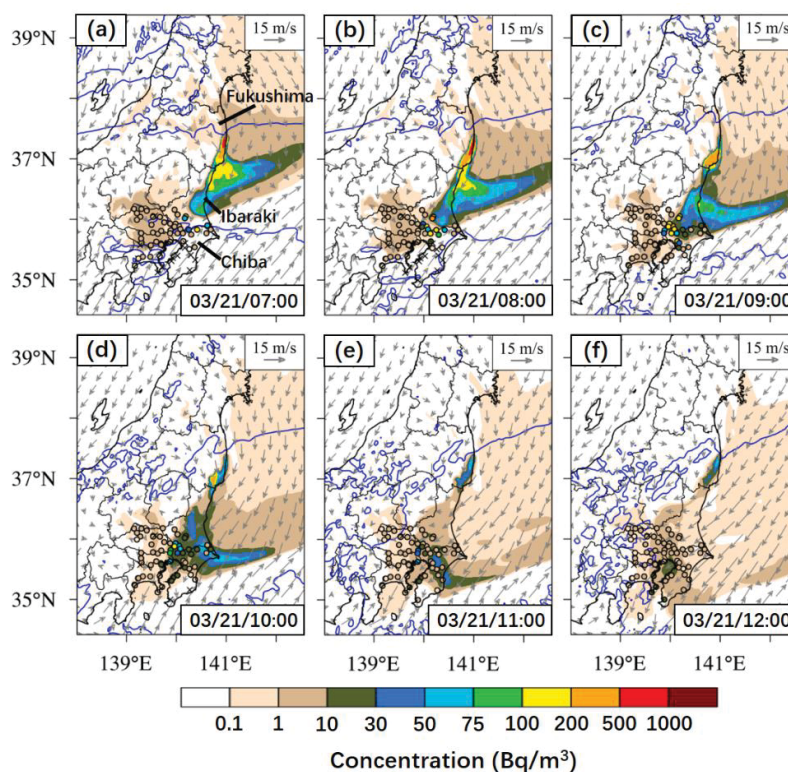 (a)
15 m/s
(b)
15 m/s
(c)
15 m/s
39°N
37°N
35°N
Fukushima
Ibaraki
Chiba
03/21/07:00
03/21/08:00
03/21/09:00
(d)
15 m/s
(e)
15 m/s
(f)
15 m/s
39°N
37°N
35°N
03/21/10:00
03/21/11:00
03/21/12:00
139°E 141°E
139°E 141°E
139°E 141°E
0.1 1 10 30 50 75 100 200 500 1000
Concentration (Bq/m³)